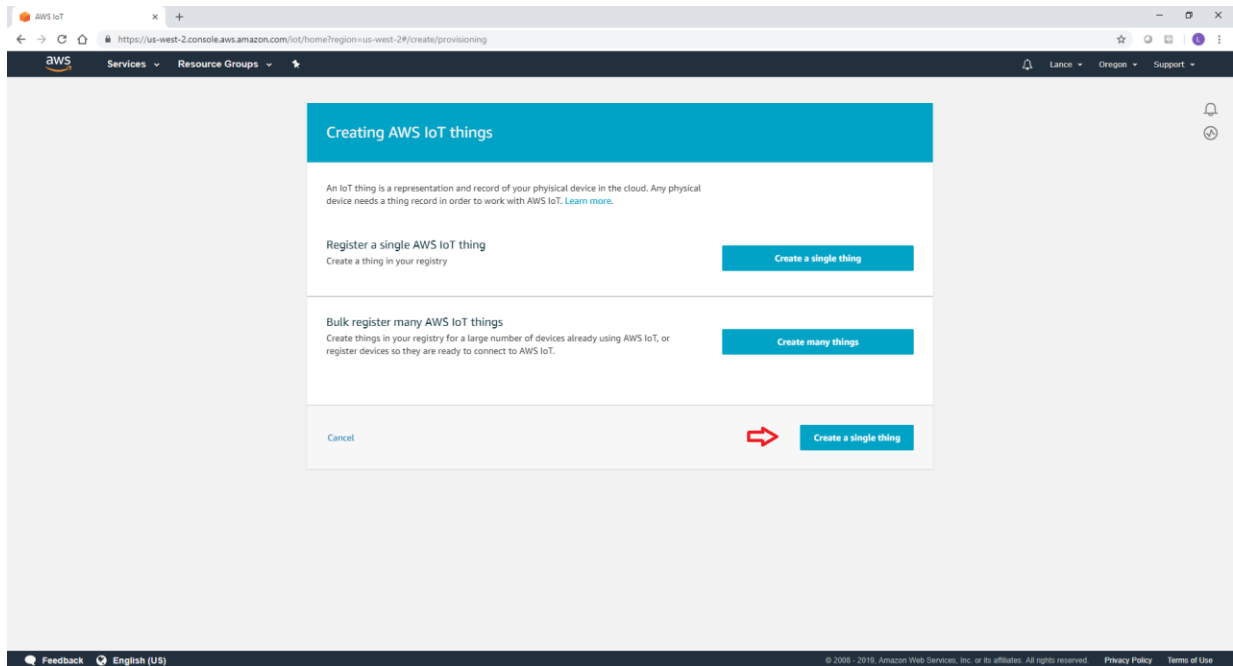 AWS IoT
https://us-west-2.console.aws.amazon.com/iot/home?region=us-west-2#/create/provisioning
L
aws Services Resource Groups Lance Oregon Support
Creating AWS IoT things
An IoT thing is a representation and record of your phyisical device in the cloud. Any physical
device needs a thing record in order to work with AWS IoT. Learn more.
Register a single AWS IoT thing
Create a thing in your registry
Create a single thing
Bulk register many AWS IoT things
Create things in your registry for a large number of devices already using AWS IoT, or
register devices so they are ready to connect to AWS IoT.
Create many things
Cancel
Create a single thing
Feedback English (US) © 2008 - 2019, Amazon Web Services, Inc. or its affiliates. All rights reserved. Privacy Policy Terms of Use